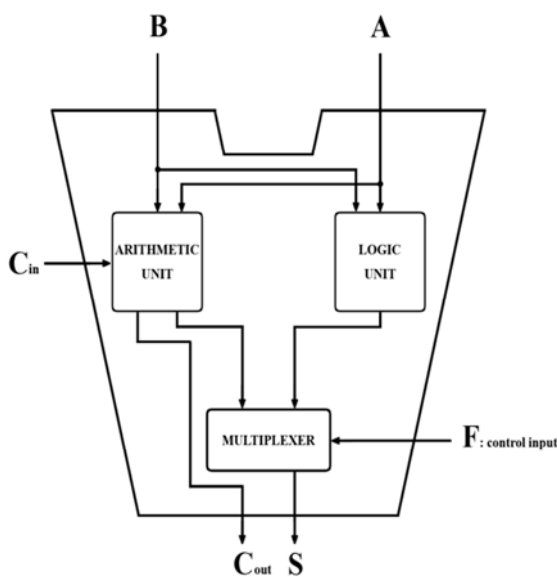 B A
ARITHMETIC
UNIT
LOGIC
UNIT
Cin
MULTIPLEXER
F: control input
Cout S